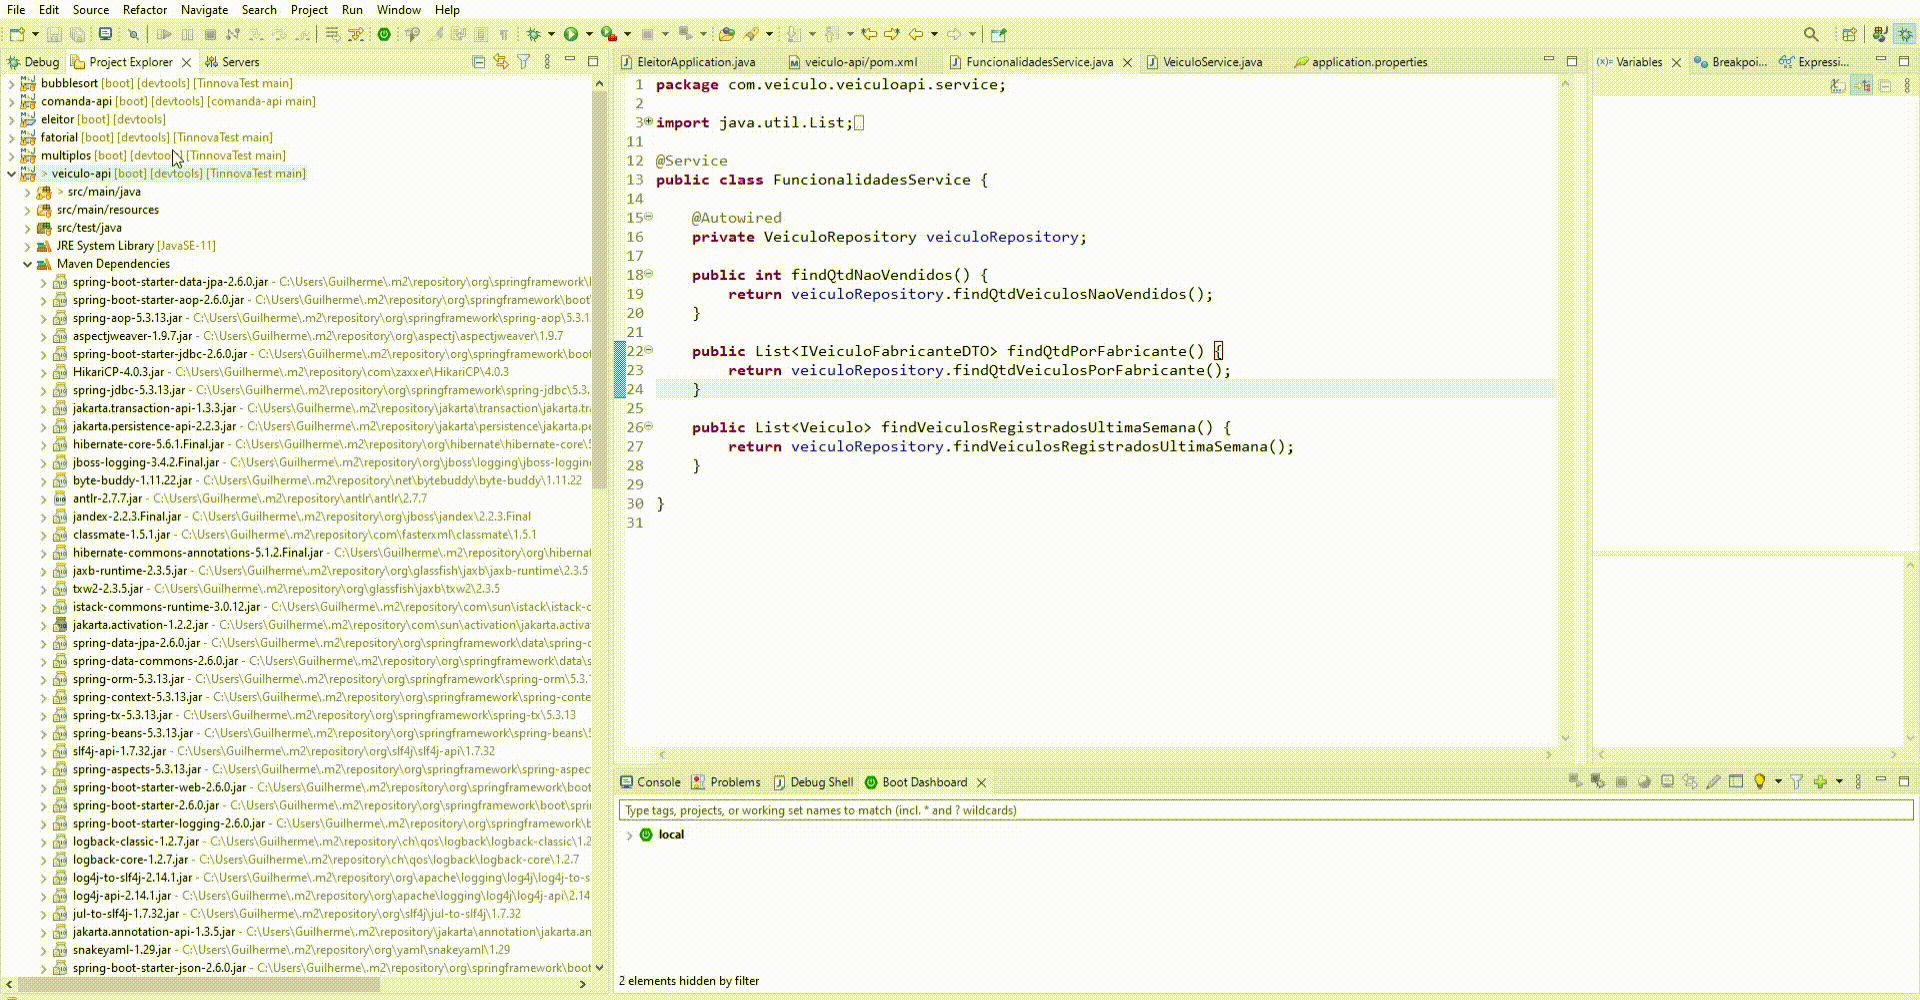 File Edit Source Refactor Navigate Search Project Run Window Help
Debug Project Explorer Servers
bubblesort [boot] [devtools] [TinnovaTest main]
comanda-api [boot] [devtools] [comanda-api main]
eleitor [boot] [devtools]
fatorial [boot] [devtools] [TinnovaTest main]
multiplos [boot] [devtools] [TinnovaTest main]
> veiculo-api [boot] [devtools] [TinnovaTest main]
> src/main/java
src/main/resources
src/test/java
JRE System Library [JavaSE-11]
Maven Dependencies
spring-boot-starter-data-jpa-2.6.0.jar - C:\Users\Guilherme\.m2\repository\org\springframework\
spring-boot-starter-aop-2.6.0.jar - C:\Users\Guilherme\.m2\repository\org\springframework\boot
spring-aop-5.3.13.jar - C:\Users\Guilherme\.m2\repository\org\springframework\spring-aop\5.3.1
aspectjweaver-1.9.7.jar - C:\Users\Guilherme\.m2\repository\org\aspectj\aspectjweaver\1.9.7
spring-boot-starter-jdbc-2.6.0.jar - C:\Users\Guilherme\.m2\repository\org\springframework\boot
HikariCP-4.0.3.jar - C:\Users\Guilherme\.m2\repository\com\zaxxer\HikariCP\4.0.3
spring-jdbc-5.3.13.jar - C:\Users\Guilherme\.m2\repository\org\springframework\spring-jdbc\5.3.
jakarta.transaction-api-1.3.3.jar - C:\Users\Guilherme\.m2\repository\jakarta\transaction\jakarta.tr
jakarta.persistence-api-2.2.3.jar - C:\Users\Guilherme\.m2\repository\jakarta\persistence\jakarta.pe
hibernate-core-5.6.1.Final.jar - C:\Users\Guilherme\.m2\repository\org\hibernate\hibernate-core\5
jboss-logging-3.4.2.Final.jar - C:\Users\Guilherme\.m2\repository\org\jboss\logging\jboss-logging
byte-buddy-1.11.22.jar - C:\Users\Guilherme\.m2\repository\net\bytebuddy\byte-buddy\1.11.22
antlr-2.7.7.jar - C:\Users\Guilherme\.m2\repository\antlr\antlr\2.7.7
jandex-2.2.3.Final.jar - C:\Users\Guilherme\.m2\repository\org\jboss\jandex\2.2.3.Final
classmate-1.5.1.jar - C:\Users\Guilherme\.m2\repository\com\fasterxml\classmate\1.5.1
hibernate-commons-annotations-5.1.2.Final.jar - C:\Users\Guilherme\.m2\repository\org\hibernat
jaxb-runtime-2.3.5.jar - C:\Users\Guilherme\.m2\repository\org\glassfish\jaxb\jaxb-runtime\2.3.5
txw2-2.3.5.jar - C:\Users\Guilherme\.m2\repository\org\glassfish\jaxb\txw2\2.3.5
istack-commons-runtime-3.0.12.jar - C:\Users\Guilherme\.m2\repository\com\sun\istack\istack-c
jakarta.activation-1.2.2.jar - C:\Users\Guilherme\.m2\repository\com\sun\activation\jakarta.activa
spring-data-jpa-2.6.0.jar - C:\Users\Guilherme\.m2\repository\org\springframework\data\spring-d
spring-data-commons-2.6.0.jar - C:\Users\Guilherme\.m2\repository\org\springframework\data\s
spring-orm-5.3.13.jar - C:\Users\Guilherme\.m2\repository\org\springframework\spring-orm\5.3.
spring-context-5.3.13.jar - C:\Users\Guilherme\.m2\repository\org\springframework\spring-conte
spring-tx-5.3.13.jar - C:\Users\Guilherme\.m2\repository\org\springframework\spring-tx\5.3.13
spring-beans-5.3.13.jar - C:\Users\Guilherme\.m2\repository\org\springframework\spring-beans\5
slf4j-api-1.7.32.jar - C:\Users\Guilherme\.m2\repository\org\slf4j\slf4j-api\1.7.32
spring-aspects-5.3.13.jar - C:\Users\Guilherme\.m2\repository\org\springframework\spring-aspec
spring-boot-starter-web-2.6.0.jar - C:\Users\Guilherme\.m2\repository\org\springframework\boo
spring-boot-starter-2.6.0.jar - C:\Users\Guilherme\.m2\repository\org\springframework\boot\spri
spring-boot-starter-logging-2.6.0.jar - C:\Users\Guilherme\.m2\repository\org\springframework\b
logback-classic-1.2.7.jar - C:\Users\Guilherme\.m2\repository\ch\qos\logback\logback-classic\1.2
logback-core-1.2.7.jar - C:\Users\Guilherme\.m2\repository\ch\qos\logback\logback-core\1.2.7
log4j-to-slf4j-2.14.1.jar - C:\Users\Guilherme\.m2\repository\org\apache\logging\log4j\log4j-to-s
log4j-api-2.14.1.jar - C:\Users\Guilherme\.m2\repository\org\apache\logging\log4j\log4j-api\2.14
jul-to-slf4j-1.7.32.jar - C:\Users\Guilherme\.m2\repository\org\slf4j\jul-to-slf4j\1.7.32
jakarta.annotation-api-1.3.5.jar - C:\Users\Guilherme\.m2\repository\jakarta\annotation\jakarta.an
snakeyaml-1.29.jar - C:\Users\Guilherme\.m2\repository\org\yaml\snakeyaml\1.29
spring-boot-starter-json-2.6.0.jar - C:\Users\Guilherme\.m2\repository\org\springframework\boot
EleitorApplication.java veiculo-api/pom.xml FuncionalidadesService.java VeiculoService.java application.properties
1 package com.veiculo.veiculoapi.service;
2
3 import java.util.List;
11
12 @Service
13 public class FuncionalidadesService {
14
15 @Autowired
16 private VeiculoRepository veiculoRepository;
17
18 public int findQtdNaoVendidos() {
19 return veiculoRepository.findQtdVeiculosNaoVendidos();
20 }
21
22 public List<IVeiculoFabricanteDTO> findQtdPorFabricante() {
23 return veiculoRepository.findQtdVeiculosPorFabricante();
24 }
25
26 public List<Veiculo> findVeiculosRegistradosUltimaSemana() {
27 return veiculoRepository.findVeiculosRegistradosUltimaSemana();
28 }
29
30 }
31
(x)= Variables Breakpoi... Expressi...
Console Problems Debug Shell Boot Dashboard
Type tags, projects, or working set names to match (incl. * and ? wildcards)
local
2 elements hidden by filter